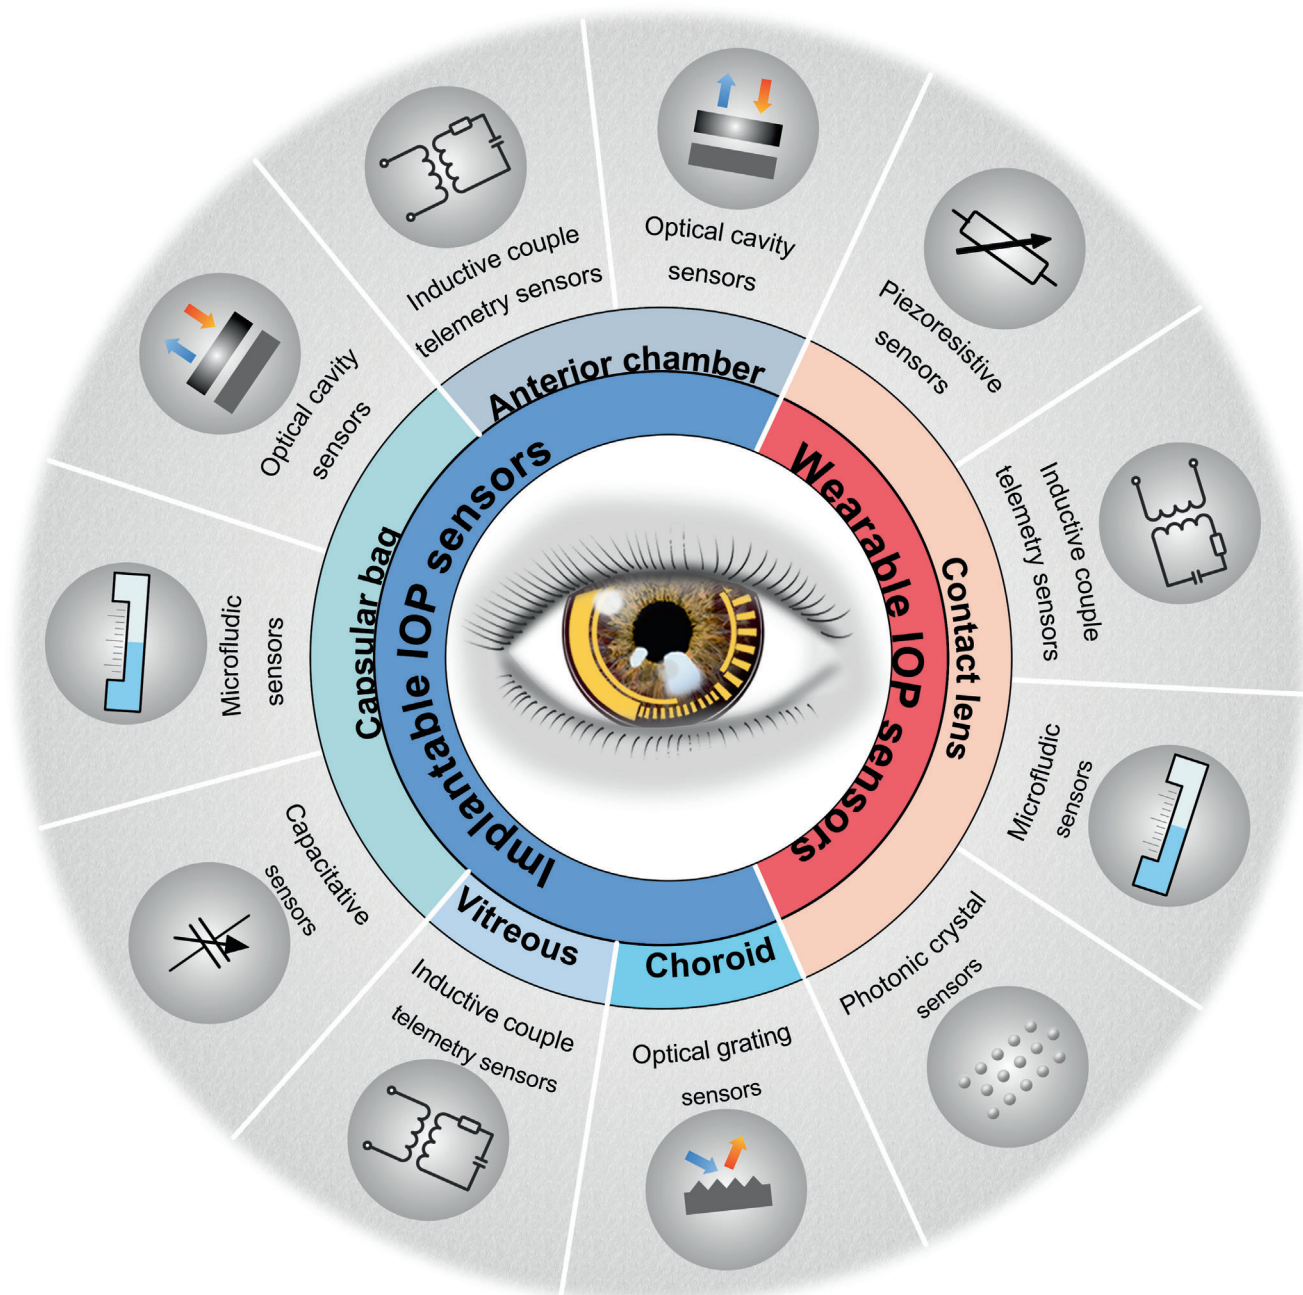 Implantable IOP sensors
Wearable IOP sensors
Anterior chamber
Inductive couple
telemetry sensors
Optical cavity
sensors
Contact lens
Piezoresistive
sensors
Inductive couple
telemetry sensors
Microfludic
sensors
Photonic crystal
sensors
Choroid
Optical grating
sensors
Vitreous
Inductive couple
telemetry sensors
Capsular bag
Capacitative
sensors
Microfludic
sensors
Optical cavity
sensors